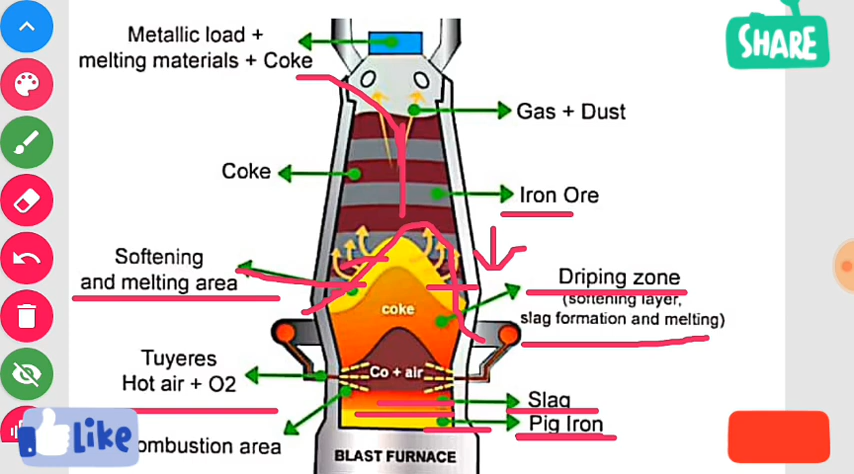 Metallic load +
melting materials + Coke
SHARE
Gas + Dust
Coke
Iron Ore
Softening
and melting area
Driping zone
(softening layer,
slag formation and melting)
coke
Tuyeres
Hot air + O2
Co + air
Slag
Pig Iron
Like
ombustion area
BLAST FURNACE